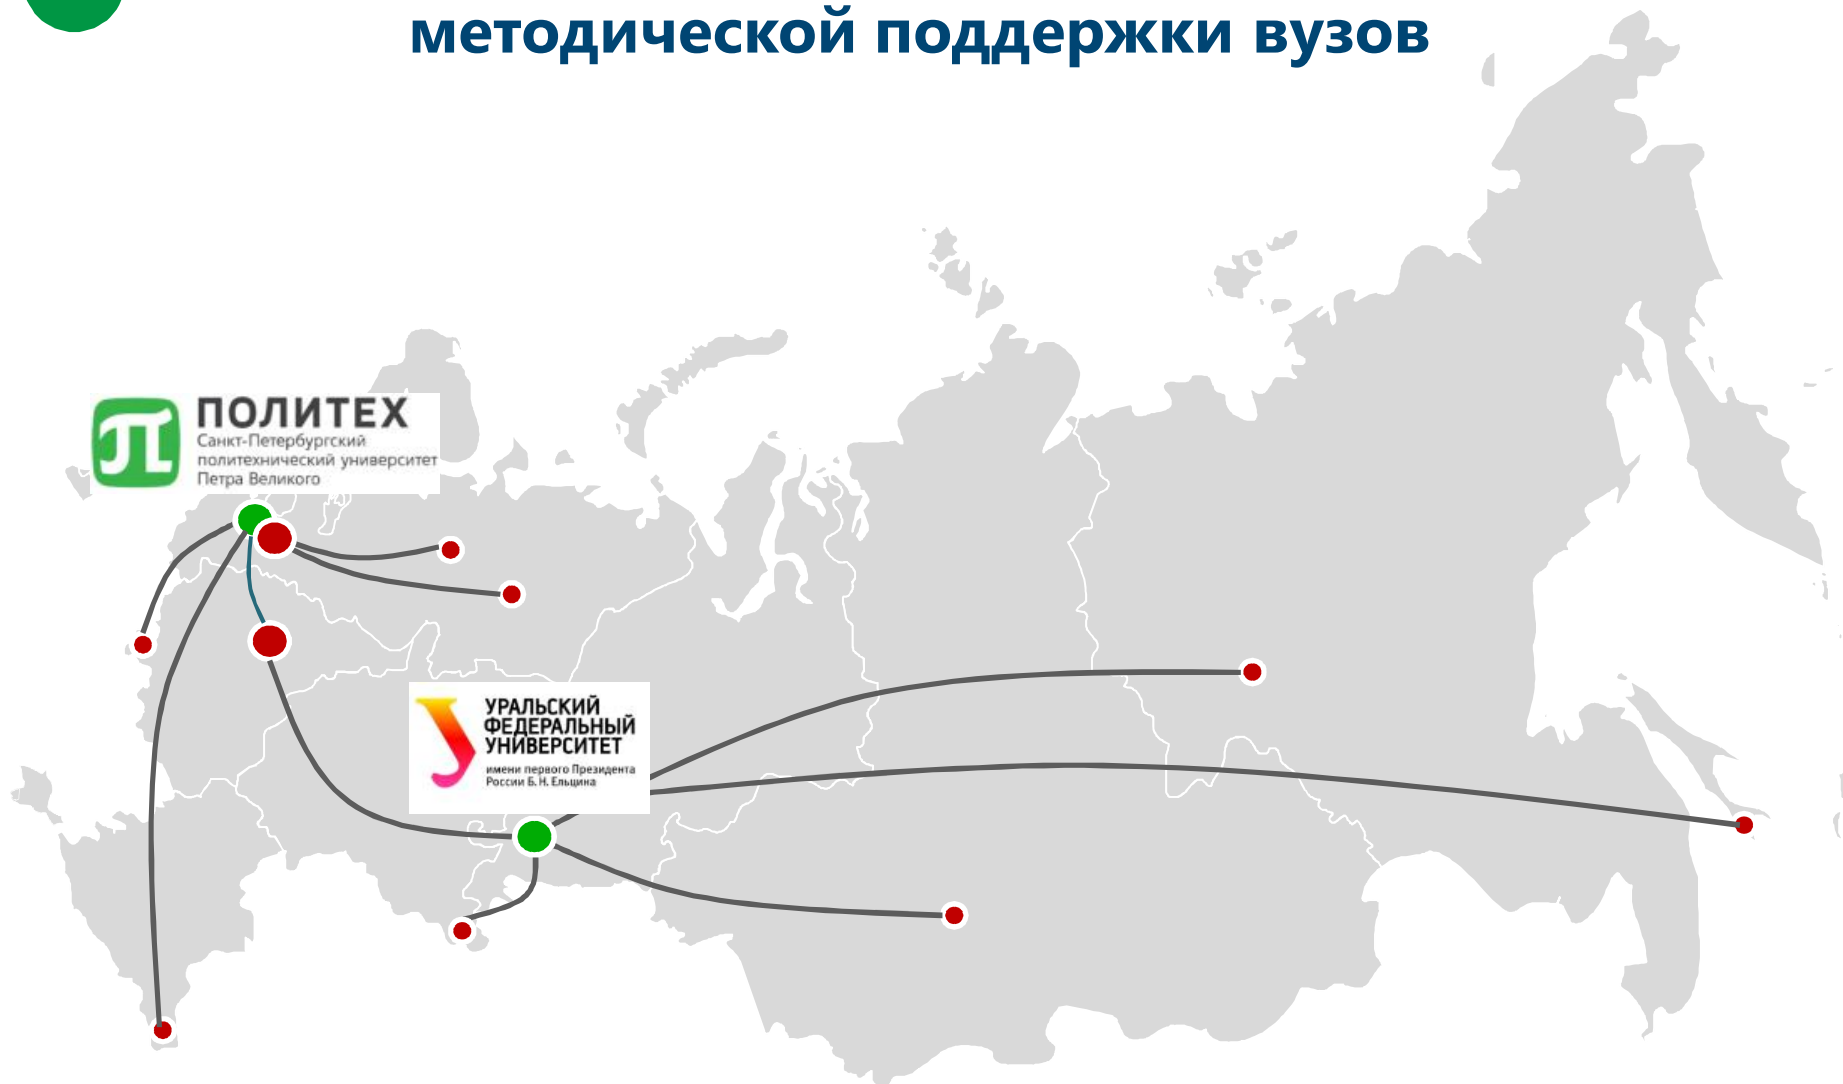 методической поддержки вузов
ПОЛИТЕХ
Санкт-Петербургский
политехнический университет
Петра Великого
УРАЛЬСКИЙ
ФЕДЕРАЛЬНЫЙ
УНИВЕРСИТЕТ
имени первого Президента
России Б. Н. Ельцина